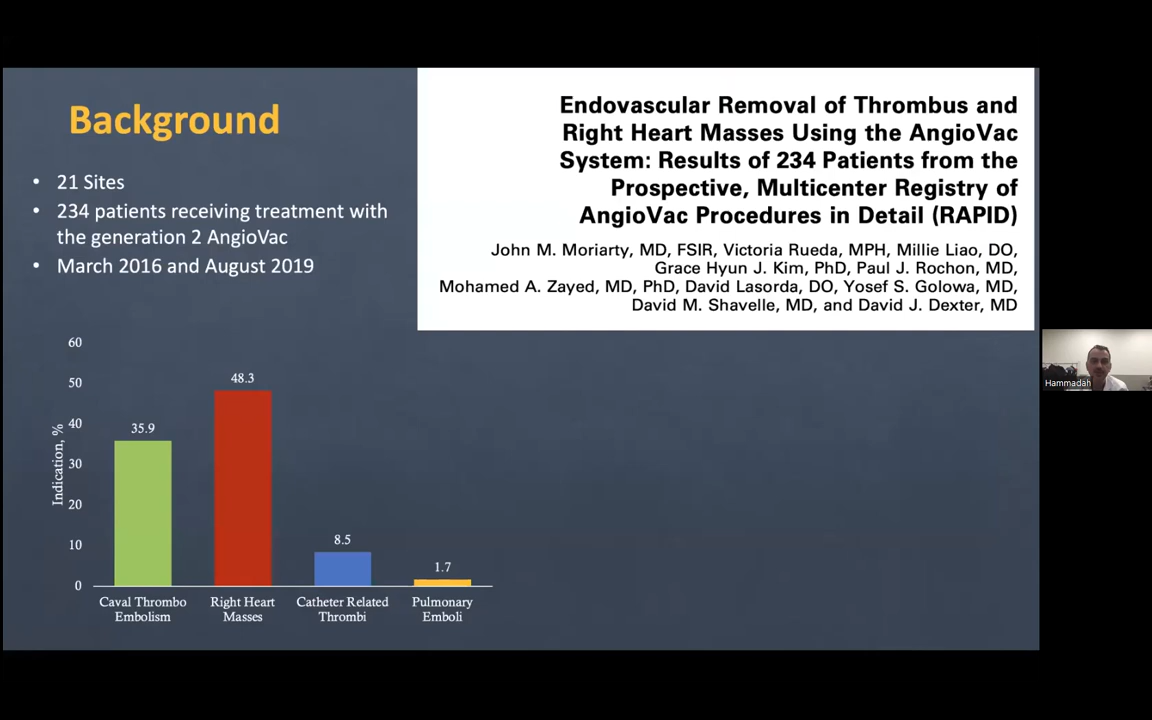 Background
• 21 Sites
• 234 patients receiving treatment with
the generation 2 AngioVac
• March 2016 and August 2019
Endovascular Removal of Thrombus and
Right Heart Masses Using the AngioVac
System: Results of 234 Patients from the
Prospective, Multicenter Registry of
AngioVac Procedures in Detail (RAPID)
John M. Moriarty, MD, FSIR, Victoria Rueda, MPH, Millie Liao, DO,
Grace Hyun J. Kim, PhD, Paul J. Rochon, MD,
Mohamed A. Zayed, MD, PhD, David Lasorda, DO, Yosef S. Golowa, MD,
David M. Shavelle, MD, and David J. Dexter, MD
Indication, %
60
50
40
30
20
10
0
35.9
48.3
8.5
1.7
Caval Thrombo
Embolism
Right Heart
Masses
Catheter Related
Thrombi
Pulmonary
Emboli
Hammadah